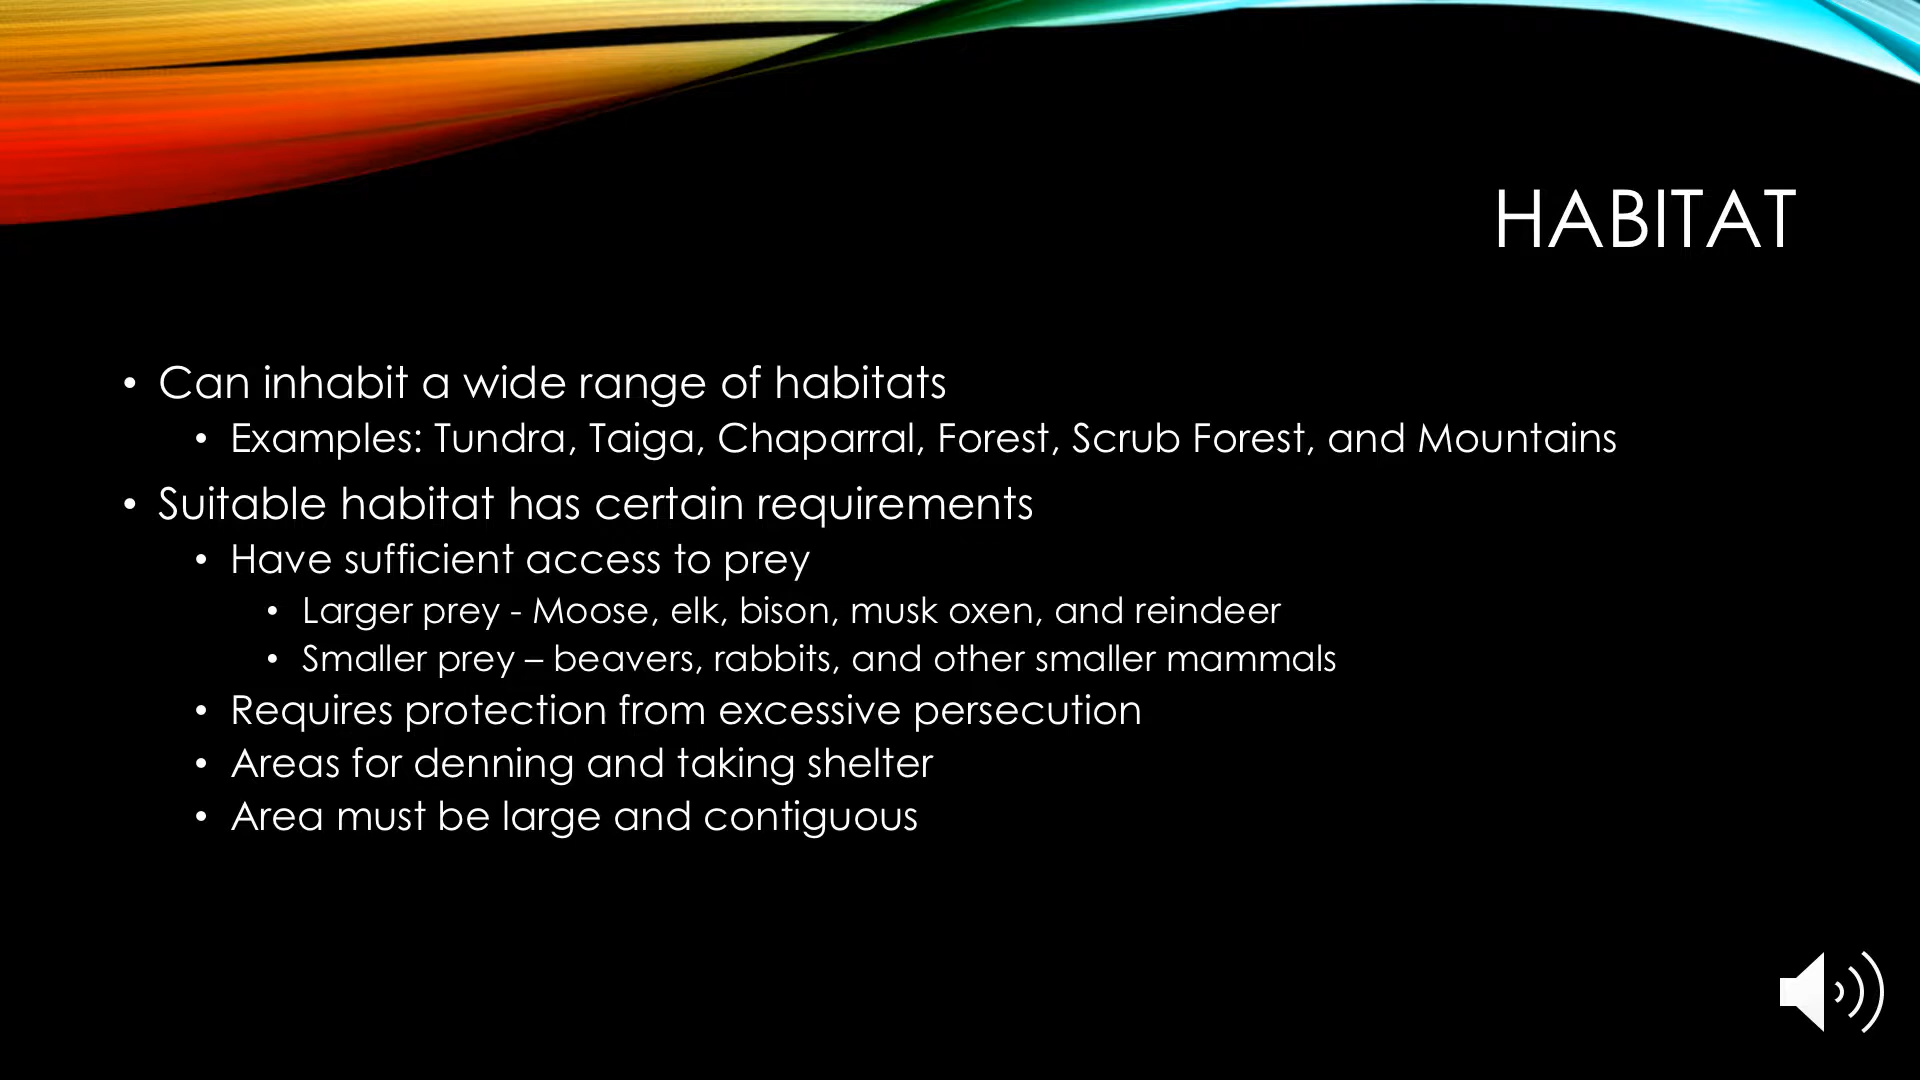 HABITAT
• Can inhabit a wide range of habitats
• Examples: Tundra, Taiga, Chaparral, Forest, Scrub Forest, and Mountains
• Suitable habitat has certain requirements
• Have sufficient access to prey
• Larger prey - Moose, elk, bison, musk oxen, and reindeer
• Smaller prey – beavers, rabbits, and other smaller mammals
• Requires protection from excessive persecution
• Areas for denning and taking shelter
• Area must be large and contiguous